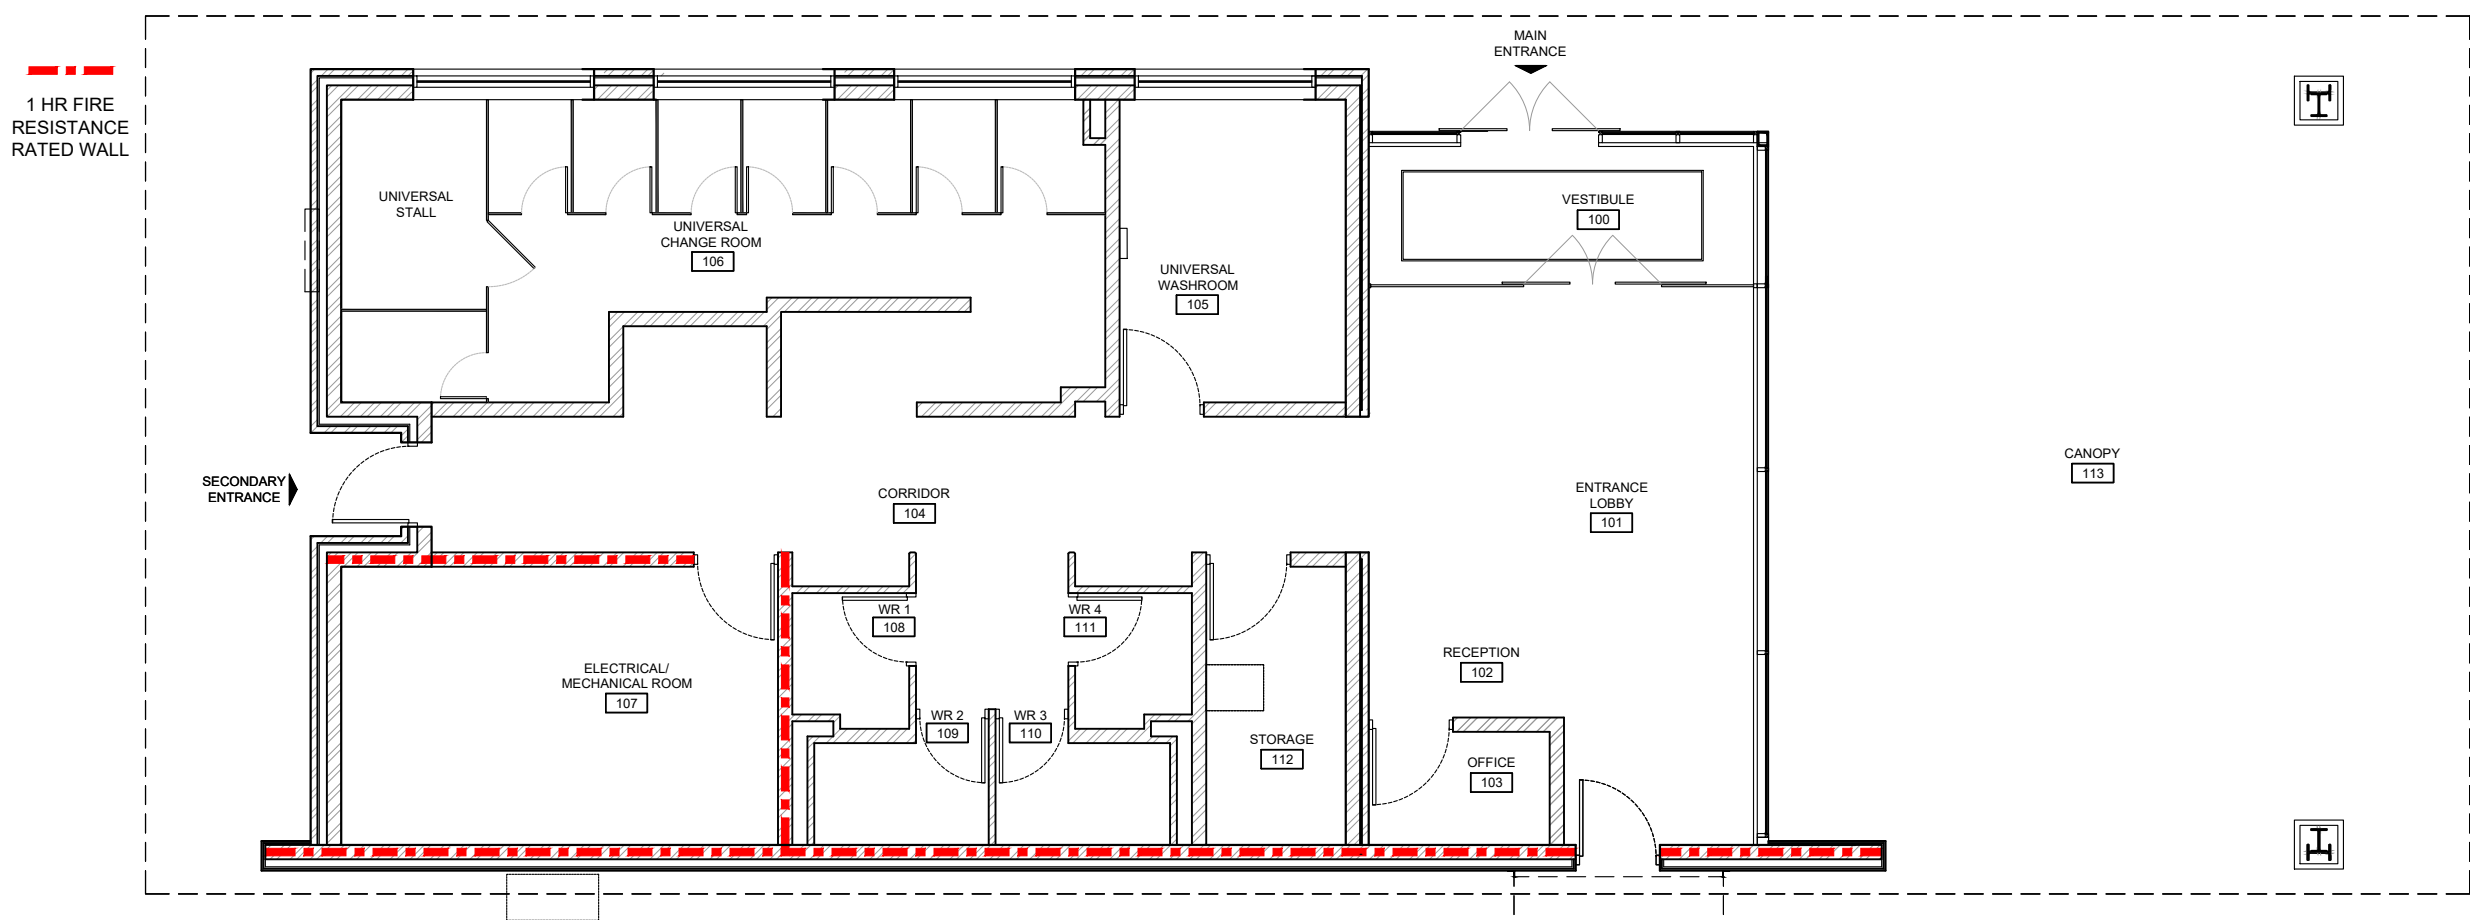 1 HR FIRE
RESISTANCE
RATED WALL
MAIN
ENTRANCE
UNIVERSAL
STALL
UNIVERSAL
CHANGE ROOM
106
UNIVERSAL
WASHROOM
105
VESTIBULE
100
SECONDARY
ENTRANCE
CORRIDOR
104
ENTRANCE
LOBBY
101
CANOPY
113
ELECTRICAL/
MECHANICAL ROOM
107
WR 1
108
WR 4
111
WR 2
109
WR 3
110
STORAGE
112
RECEPTION
102
OFFICE
103